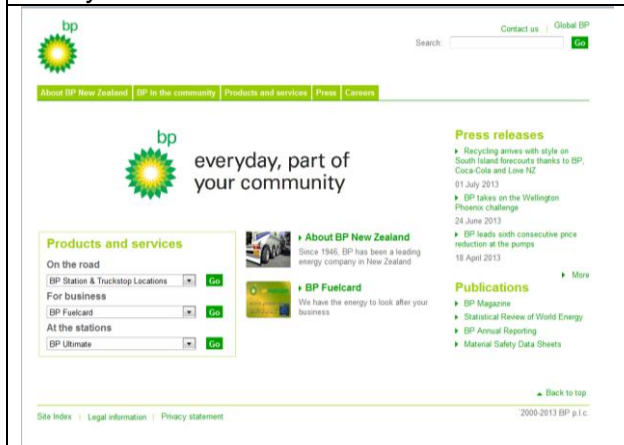 bp
Contact us | Global BP
Search: Go
About BP New Zealand BP in the community Products and services Press Careers
bp
everyday, part of
your community
Products and services
On the road
BP Station & Truckstop Locations Go
For business
BP Fuelcard Go
At the stations
BP Ultimate Go
About BP New Zealand
Since 1946, BP has been a leading
energy company in New Zealand
BP Fuelcard
We have the energy to look after your
business
Press releases
Recycling arrives with style on
South Island forecourts thanks to BP,
Coca-Cola and Love NZ
01 July 2013
BP takes on the Wellington
Phoenix challenge
24 June 2013
BP leads sixth consecutive price
reduction at the pumps
18 April 2013
More
Publications
BP Magazine
Statistical Review of World Energy
BP Annual Reporting
Material Safety Data Sheets
Back to top
Site Index | Legal information | Privacy statement
2000-2013 BP p.l.c.